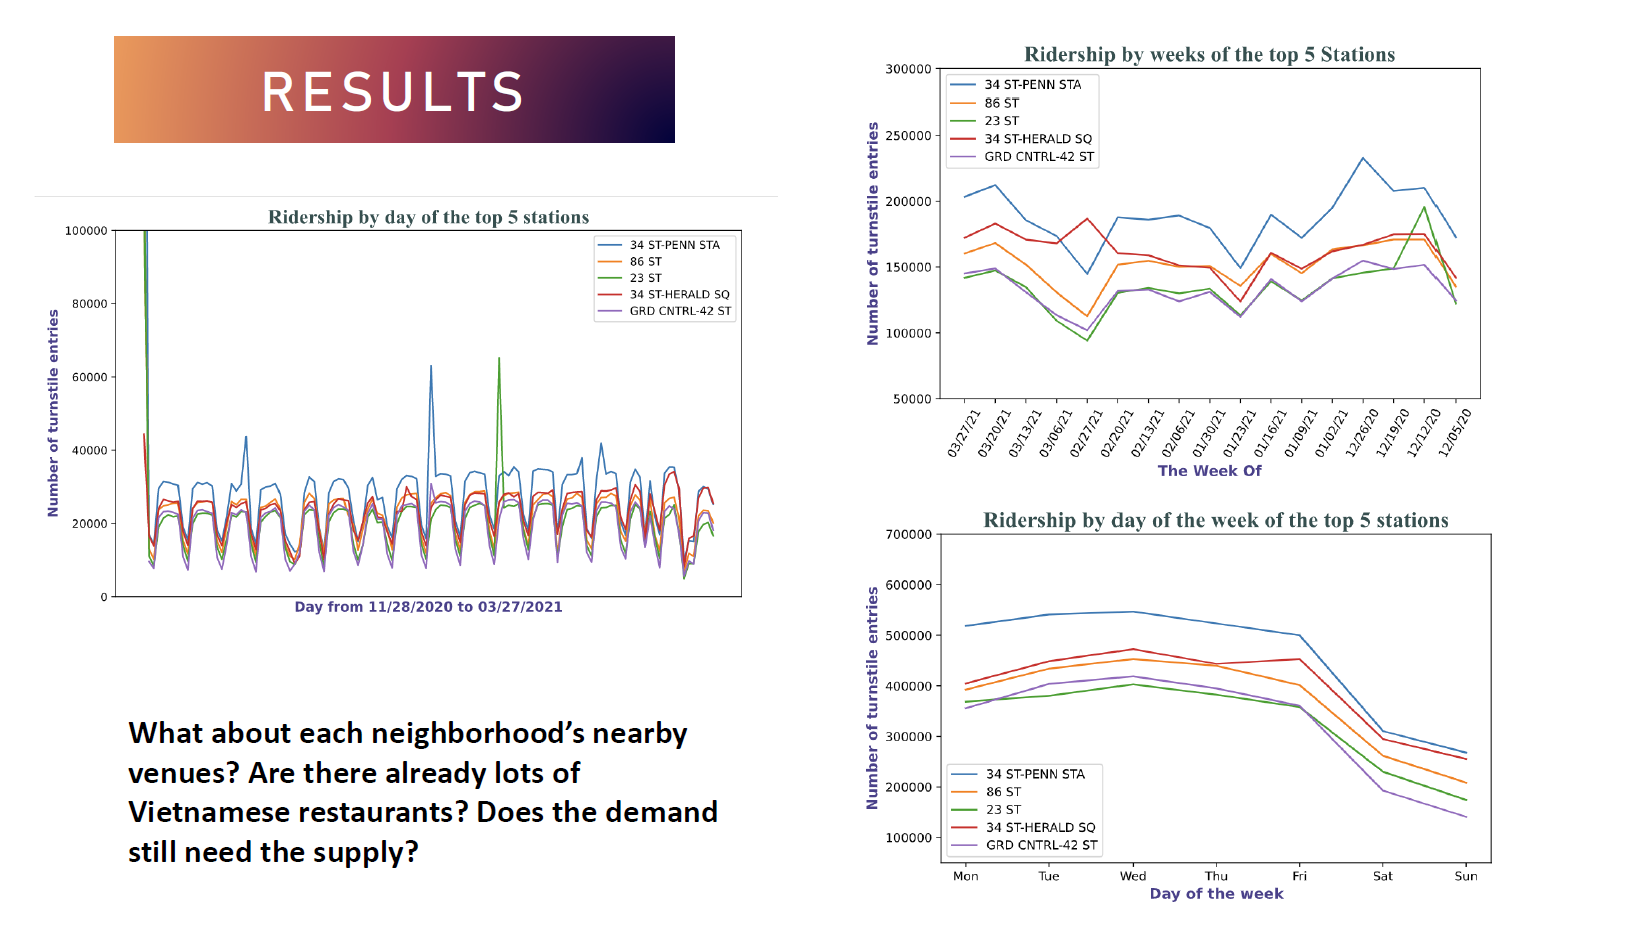 RESULTS
Ridership by day of the top 5 stations
Number of turnstile entries
100000
80000
60000
40000
20000
0
34 ST-PENN STA
86 ST
23 ST
34 ST-HERALD SQ
GRD CNTRL-42 ST
Day from 11/28/2020 to 03/27/2021
What about each neighborhood's nearby
venues? Are there already lots of
Vietnamese restaurants? Does the demand
still need the supply?
Ridership by weeks of the top 5 Stations
Number of turnstile entries
300000
250000
200000
150000
100000
50000
34 ST-PENN STA
86 ST
23 ST
34 ST-HERALD SQ
GRD CNTRL-42 ST
03/27/21
03/20/21
03/13/21
03/06/21
02/27/21
02/20/21
02/13/21
02/06/21
01/30/21
01/23/21
01/16/21
01/09/21
01/02/21
12/26/20
12/19/20
12/12/20
12/05/20
The Week Of
Ridership by day of the week of the top 5 stations
Number of turnstile entries
700000
600000
500000
400000
300000
200000
100000
34 ST-PENN STA
86 ST
23 ST
34 ST-HERALD SQ
GRD CNTRL-42 ST
Mon Tue Wed Thu Fri Sat Sun
Day of the week